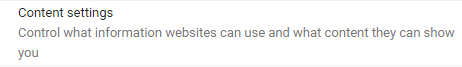 Content settings
Control what information websites can use and what content they can show
you